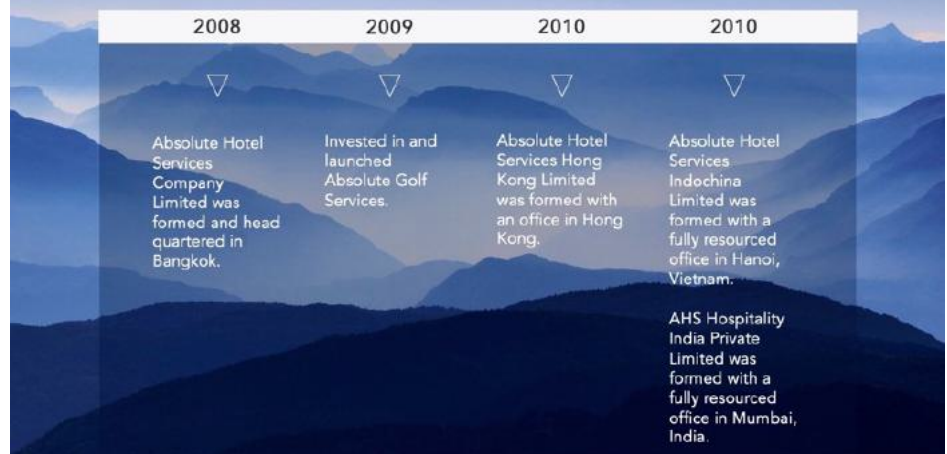 2008
Absolute Hotel
Services
Company
Limited was
formed and head
quartered in
Bangkok.
2009
Invested in and
launched
Absolute Golf
Services.
2010
Absolute Hotel
Services Hong
Kong Limited
was formed with
an office in Hong
Kong.
2010
Absolute Hotel
Services
Indochina
Limited was
formed with a
fully resourced
office in Hanoi,
Vietnam.
AHS Hospitality
India Private
Limited was
formed with a
fully resourced
office in Mumbai,
India.